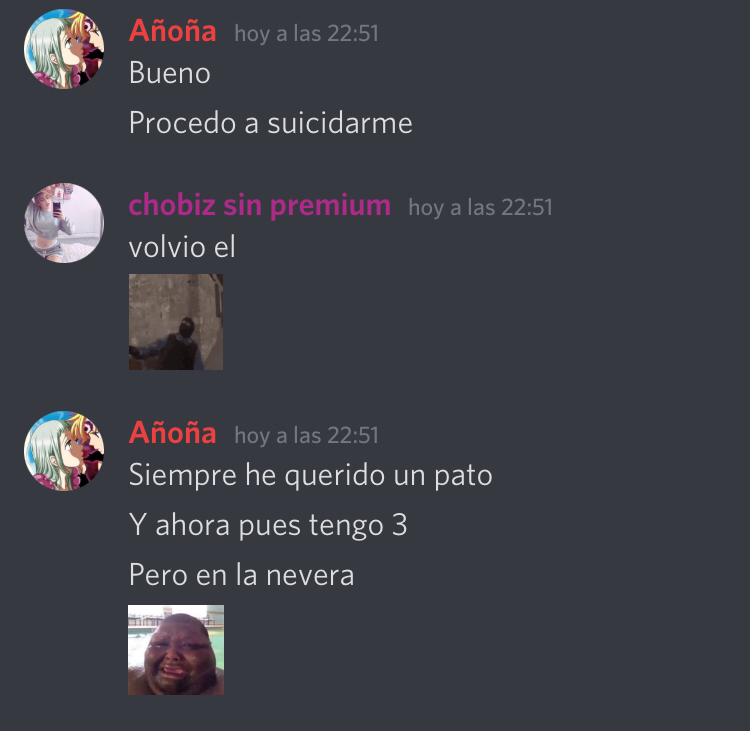 Añoña hoy a las 22:51
Bueno
Procedo a suicidarme
chobiz sin premium hoy a las 22:51
volvio el
Añoña hoy a las 22:51
Siempre he querido un pato
Y ahora pues tengo 3
Pero en la nevera